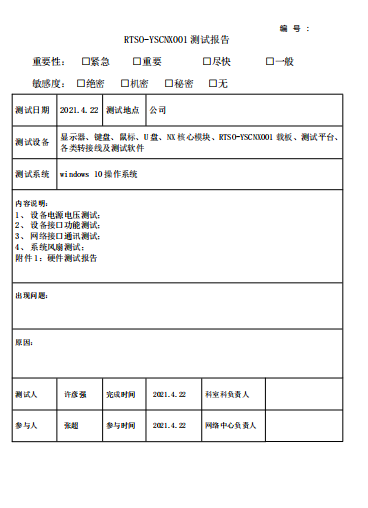 编 号 :
RTSO-YSCNX001 测试报告
重要性: □紧急 □重要 □尽快 □一般
敏感度: □绝密 □机密 □秘密 □无
测试日期 2021.4.22 测试地点 公司
测试设备 显示器、键盘、鼠标、U 盘、NX 核心模块、RTSO-YSCNX001 载板、测试平台、
各类转接线及测试软件
测试系统 windows 10 操作系统
内容说明:
1、 设备电源电压测试;
2、 设备接口功能测试;
3、 网络接口通讯测试;
4、 系统风扇测试;
附件 1: 硬件测试报告
出现问题:
原因:
测试人 许彦强 完成时间 2021.4.22 科室科负责人
参与人 张超 参与时间 2021.4.22 网络中心负责人